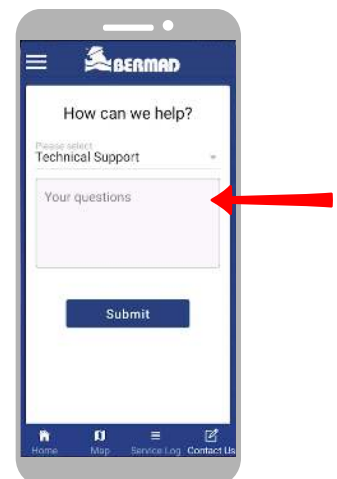 BERMAD
How can we help?
Please select
Technical Support
Your questions
Submit
Home Map Service Log Contact Us